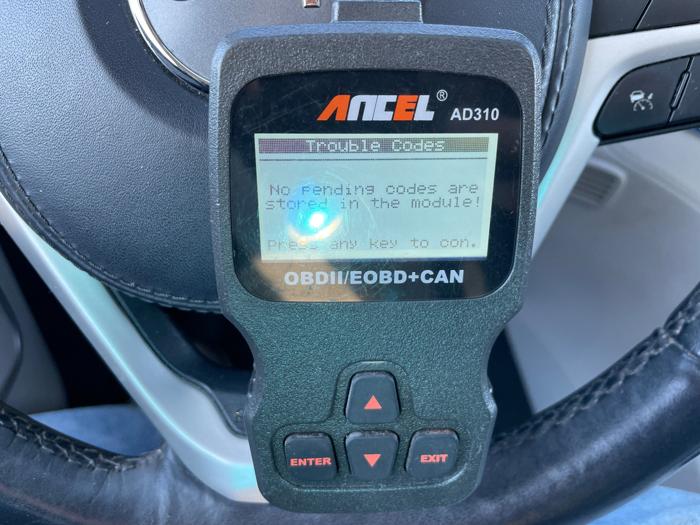 ANCEL®
AD310
Trouble Codes
No pending codes are
stored in the module!
Press any key to con.
OBDII/EOBD+CAN
ENTER
EXIT